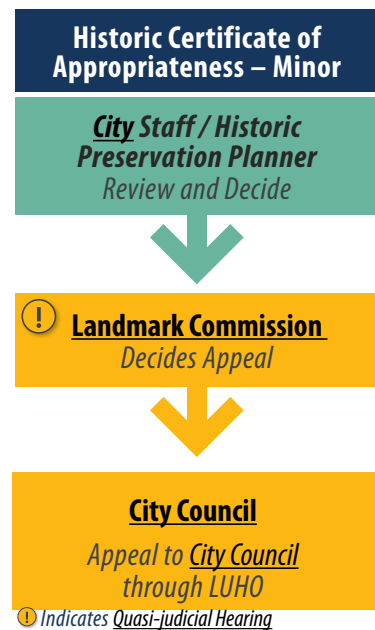 Historic Certificate of
Appropriateness – Minor
City Staff / Historic
Preservation Planner
Review and Decide
!
Landmark Commission
Decides Appeal
City Council
Appeal to City Council
through LUHO
! Indicates Quasi-judicial Hearing